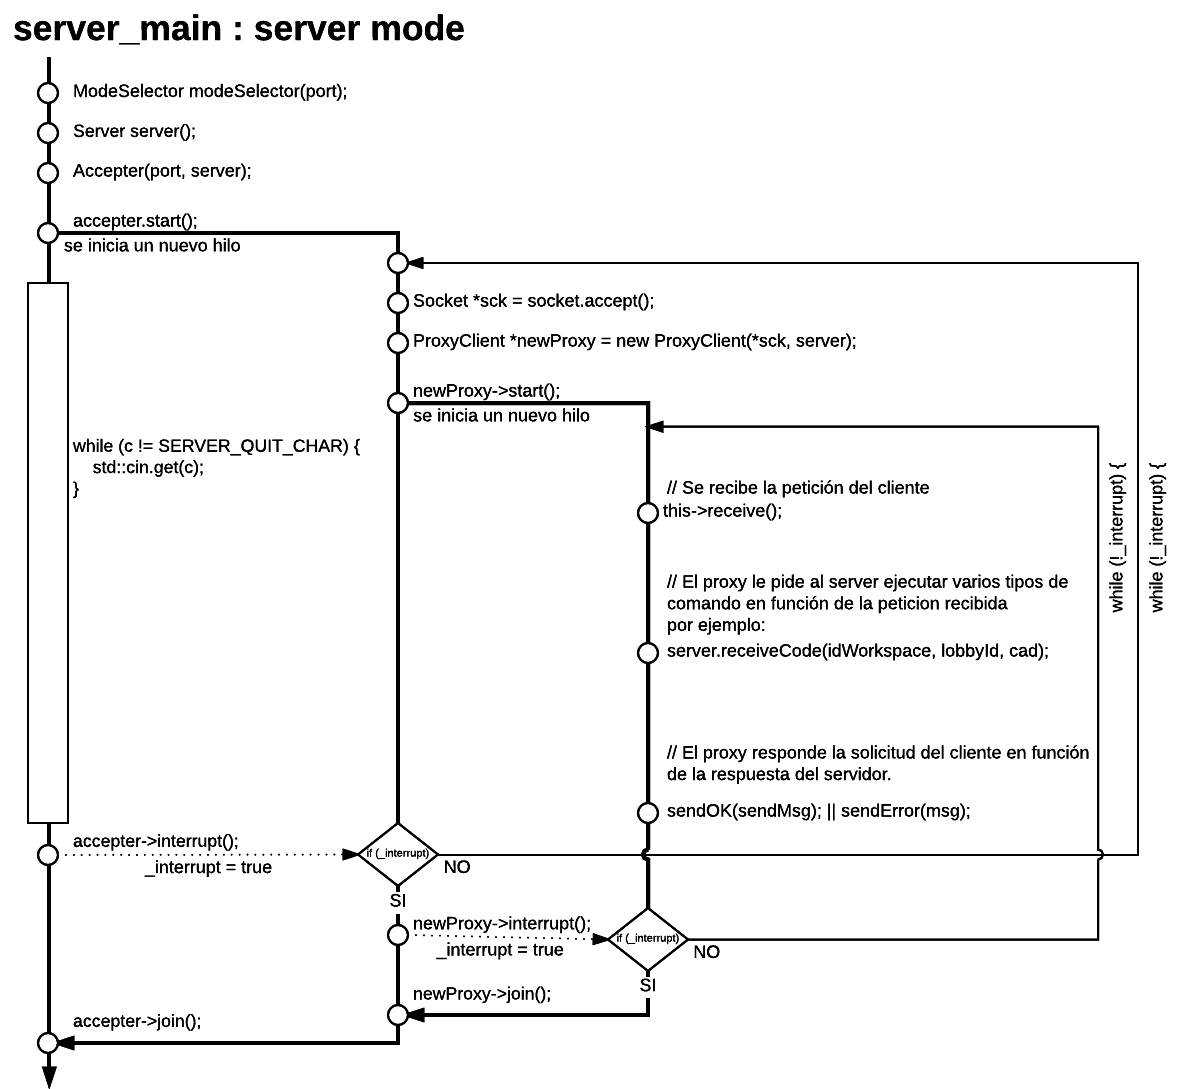 server_main : server mode
ModeSelector modeSelector(port);
Server server();
Accepter(port, server);
accepter.start();
se inicia un nuevo hilo
Socket *sck = socket.accept();
ProxyClient *newProxy = new ProxyClient(*sck, server);
newProxy->start();
se inicia un nuevo hilo
while (c != SERVER_QUIT_CHAR) {
std::cin.get(c);
}
// Se recibe la petición del cliente
this->receive();
while (!_interrupt) {
while (!_interrupt) {
// El proxy le pide al server ejecutar varios tipos de
comando en función de la peticion recibida
por ejemplo:
server.receiveCode(idWorkspace, lobbyId, cad);
// El proxy responde la solicitud del cliente en función
de la respuesta del servidor.
sendOK(sendMsg); || sendError(msg);
accepter->interrupt();
_interrupt = true
if (_interrupt)
NO
SI
newProxy->interrupt();
_interrupt = true
if (_interrupt)
NO
SI
newProxy->join();
accepter->join();